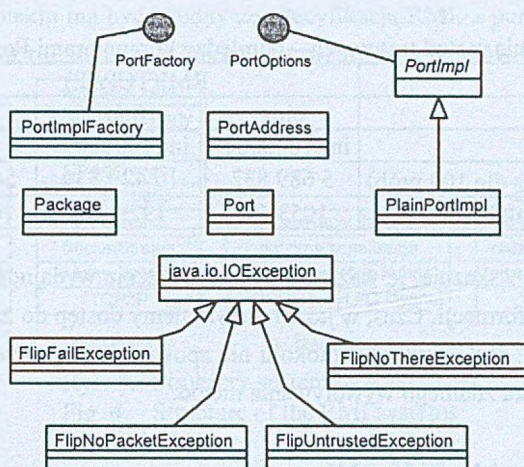 PortFactory
PortOptions
PortImpl
PortImplFactory
PortAddress
Package
Port
PlainPortImpl
java.io.IOException
FlipFailException
FlipNoThereException
FlipNoPacketException
FlipUntrustedException